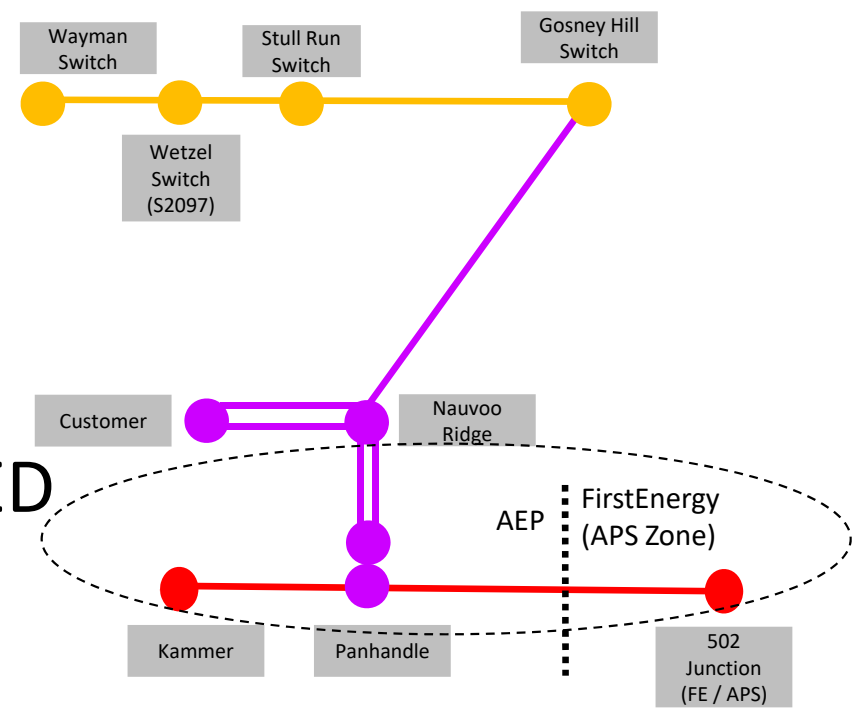 Wayman
Switch
Stull Run
Switch
Gosney Hill
Switch
Wetzel
Switch
(S2097)
Customer
Nauvoo
Ridge
ED
AEP
FirstEnergy
(APS Zone)
Kammer
Panhandle
502
Junction
(FE / APS)